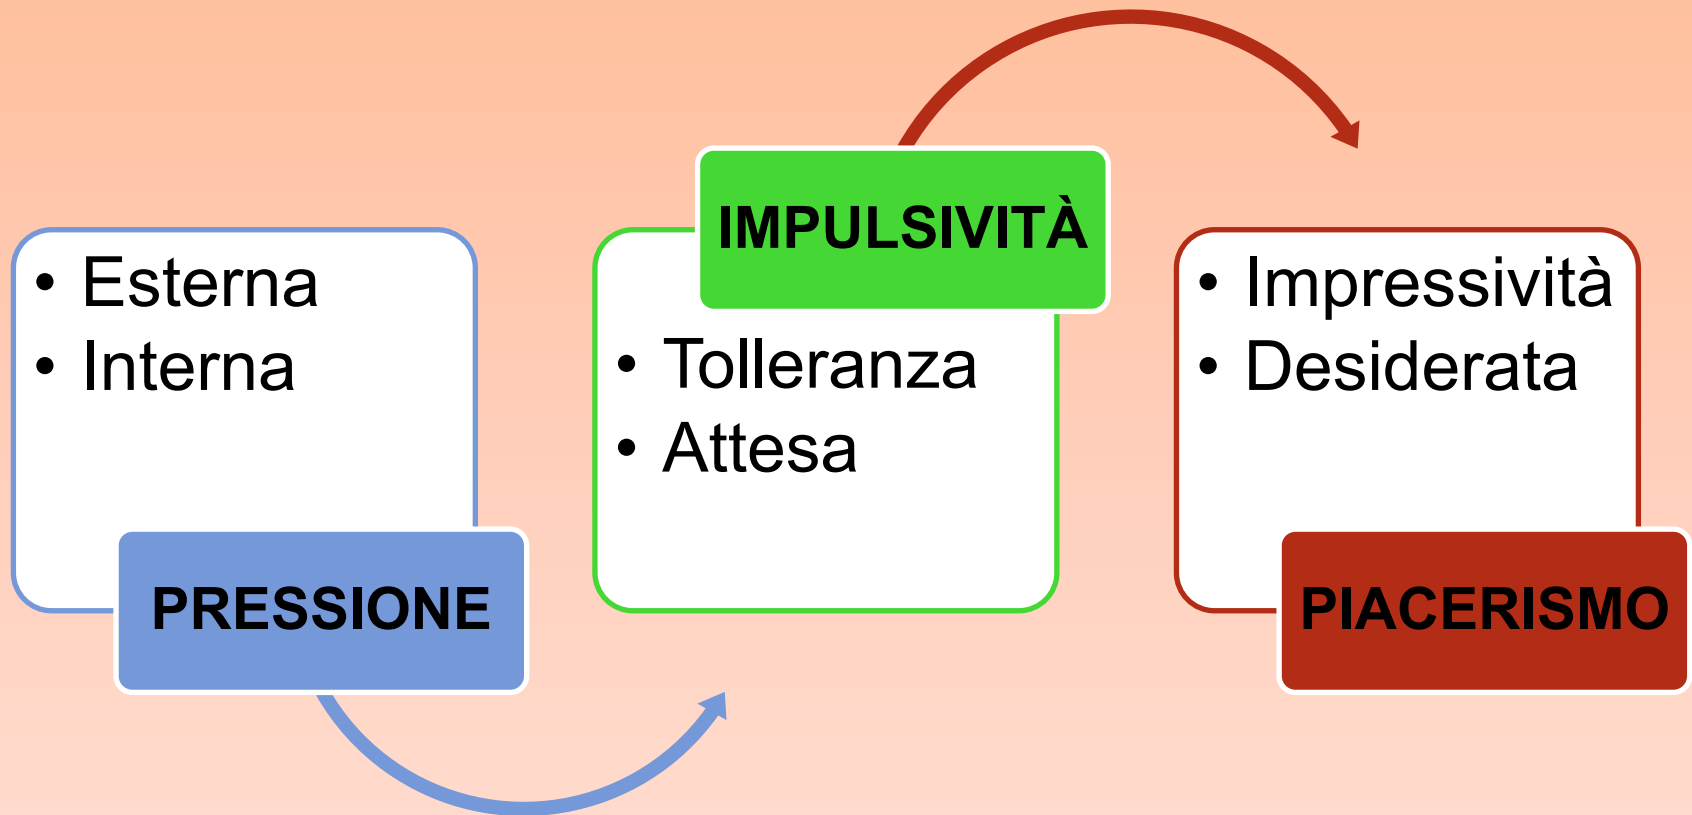 • Esterna
• Interna
PRESSIONE
IMPULSIVITÀ
• Tolleranza
• Attesa
• Impressività
• Desiderata
PIACERISMO